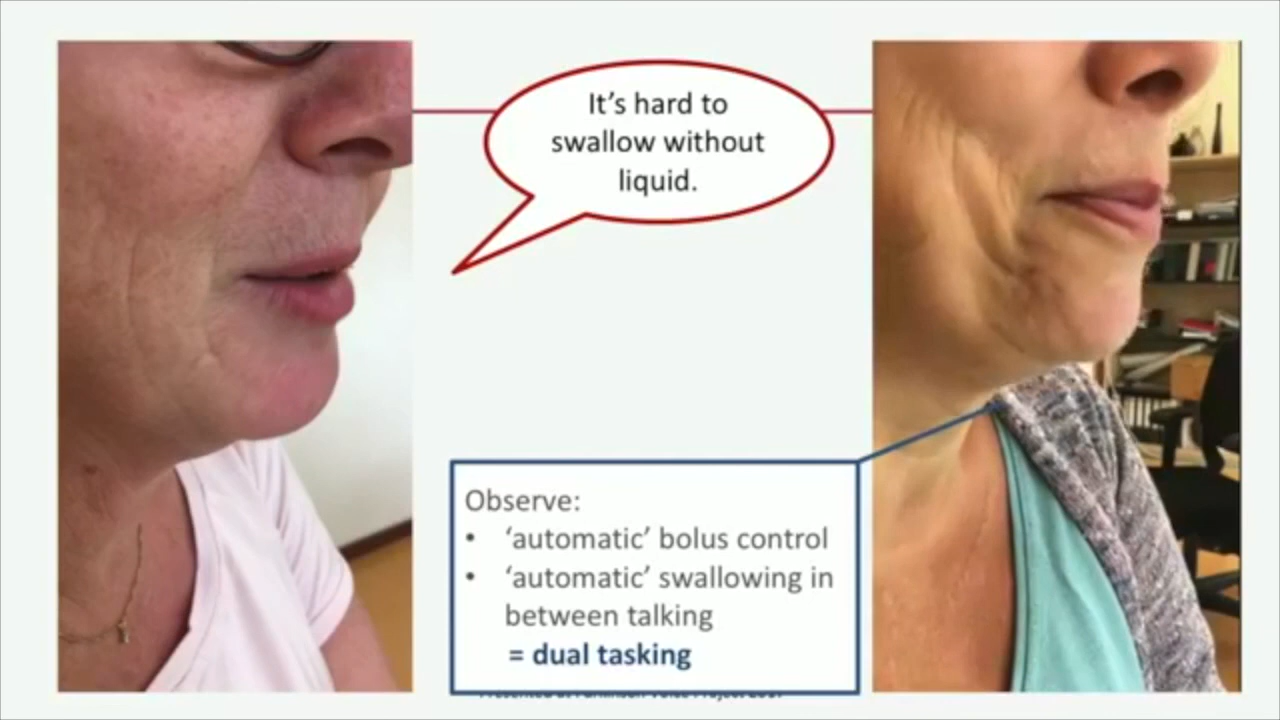 It's hard to
swallow without
liquid.
Observe:
• 'automatic' bolus control
• 'automatic' swallowing in
between talking
= dual tasking